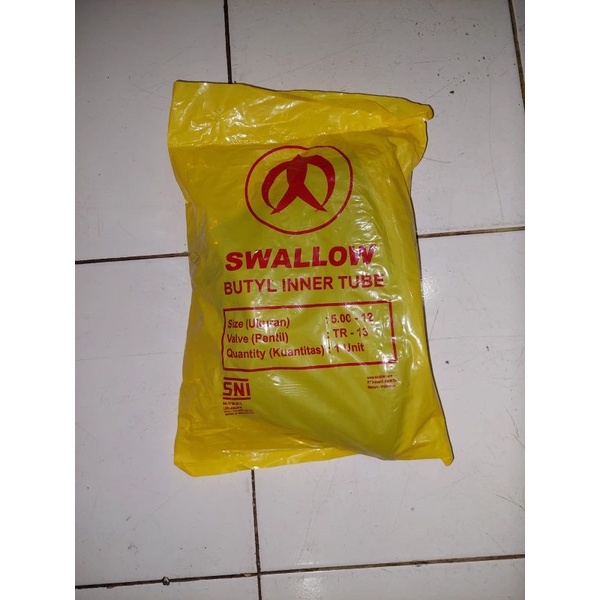 SWALLOW
BUTYL INNER TUBE
Size (Ukuran) : 5.00 - 12
Valve (Pentil) : TR - 13
Quantity (Kuantitas) : 1 Unit
SNI